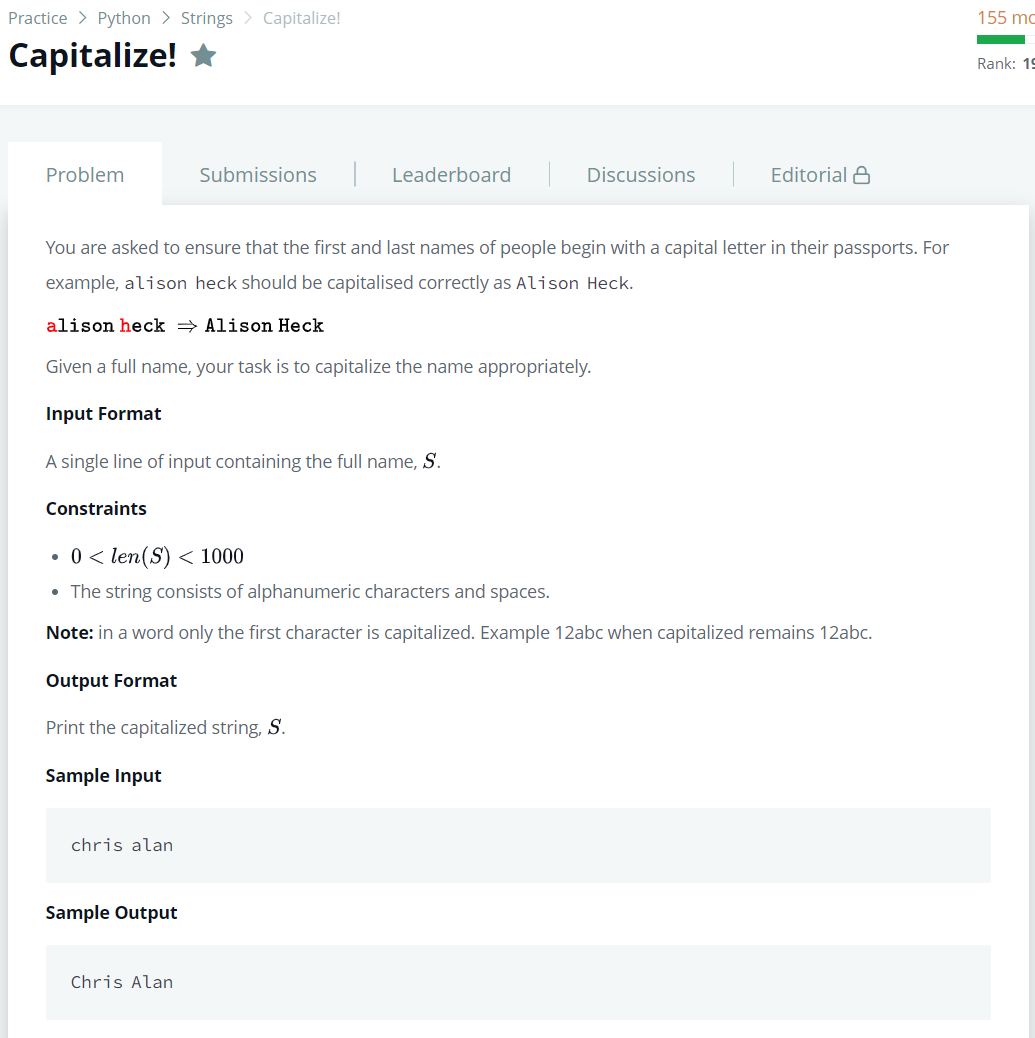 Practice > Python > Strings > Capitalize!
155 mo
Capitalize!
Rank: 19
Problem
Submissions
Leaderboard
Discussions
Editorial
You are asked to ensure that the first and last names of people begin with a capital letter in their passports. For
example, alison heck should be capitalised correctly as Alison Heck.
alison heck ⇒ Alison Heck
Given a full name, your task is to capitalize the name appropriately.
Input Format
A single line of input containing the full name, S.
Constraints
• 0 < len(S) < 1000
• The string consists of alphanumeric characters and spaces.
Note: in a word only the first character is capitalized. Example 12abc when capitalized remains 12abc.
Output Format
Print the capitalized string, S.
Sample Input
chris alan
Sample Output
Chris Alan